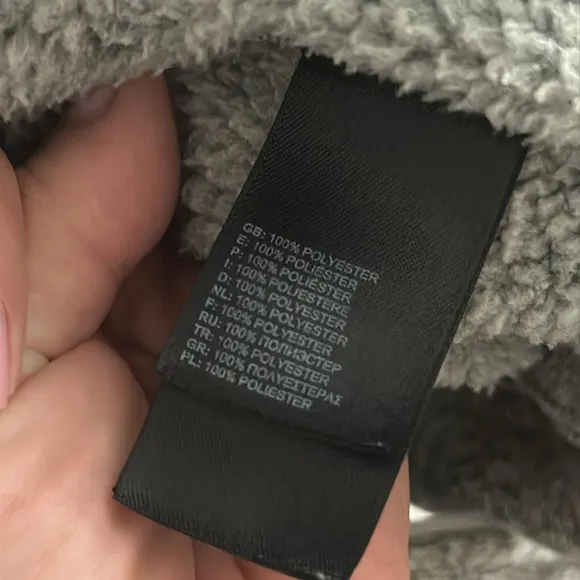 GB: 100% POLYESTER
E: 100% POLIÉSTER
P: 100% POLIÉSTER
I: 100% POLIESTERE
D: 100% POLYESTER
NL: 100% POLYESTER
F: 100% POLYESTER
RU: 100% ПОЛИЭСТЕР
TR: 100% POLYESTER
GR: 100% ΠΟΛΥΕΣΤΕΡΑΣ
PL: 100% POLIESTER